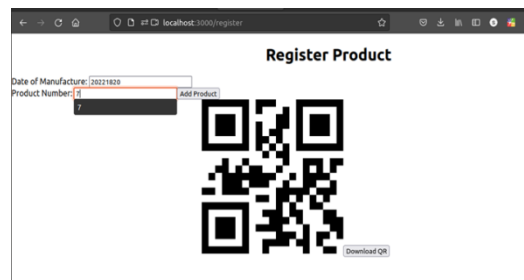 localhost:3000/register
Register Product
Date of Manufacture: 20221820
Product Number: 7 Add Product
7
Download QR